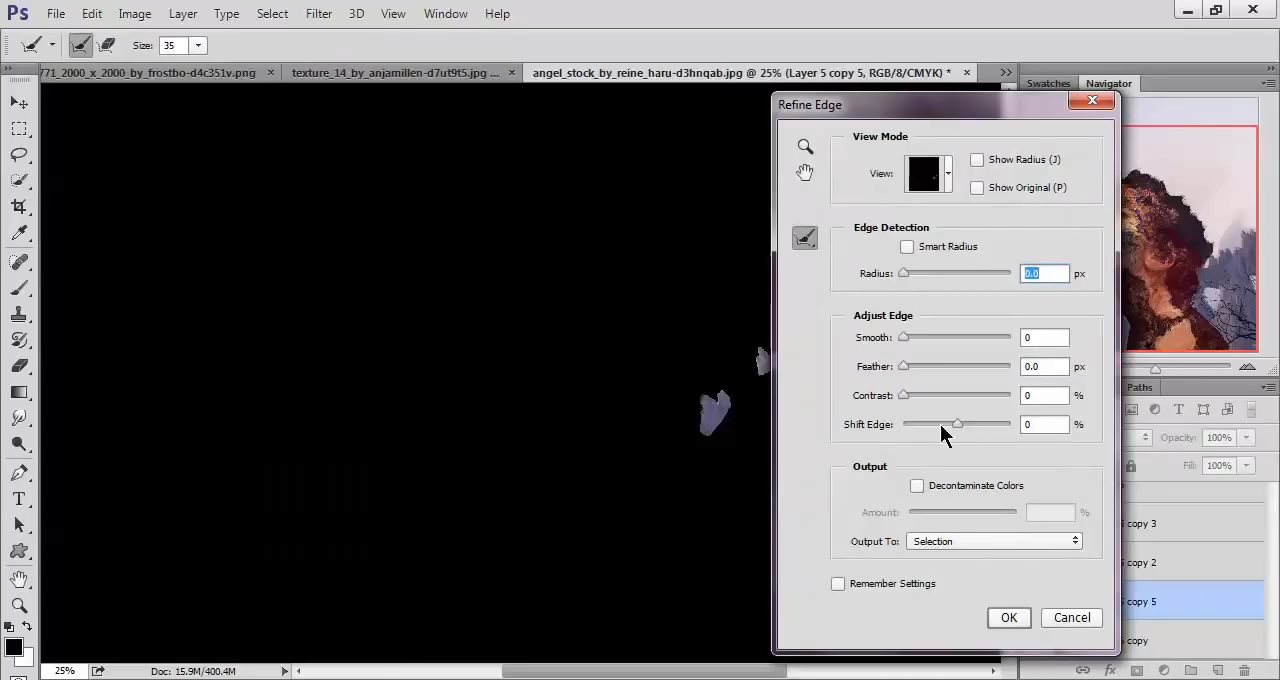 Ps File Edit Image Layer Type Select Filter 3D View Window Help
Size: 35
771_2000_x_2000_by_frostbo-d4c351v.png × texture_14_by_anjamillen-d7ut9t5.jpg ... × angel_stock_by_reine_haru-d3hnqab.jpg @ 25% (Layer 5 copy 5, RGB/8/CMYK) * ×
Swatches Navigator
Refine Edge
View Mode
View:
Show Radius (J)
Show Original (P)
Edge Detection
Smart Radius
Radius: 0.0 px
Adjust Edge
Smooth: 0
Feather: 0.0 px
Contrast: 0 %
Shift Edge: 0 %
Output
Decontaminate Colors
Amount: %
Output To: Selection
Remember Settings
OK Cancel
Paths
Opacity: 100%
Fill: 100%
copy 3
copy 2
copy 5
copy
25% Doc: 15.9M/400.4M